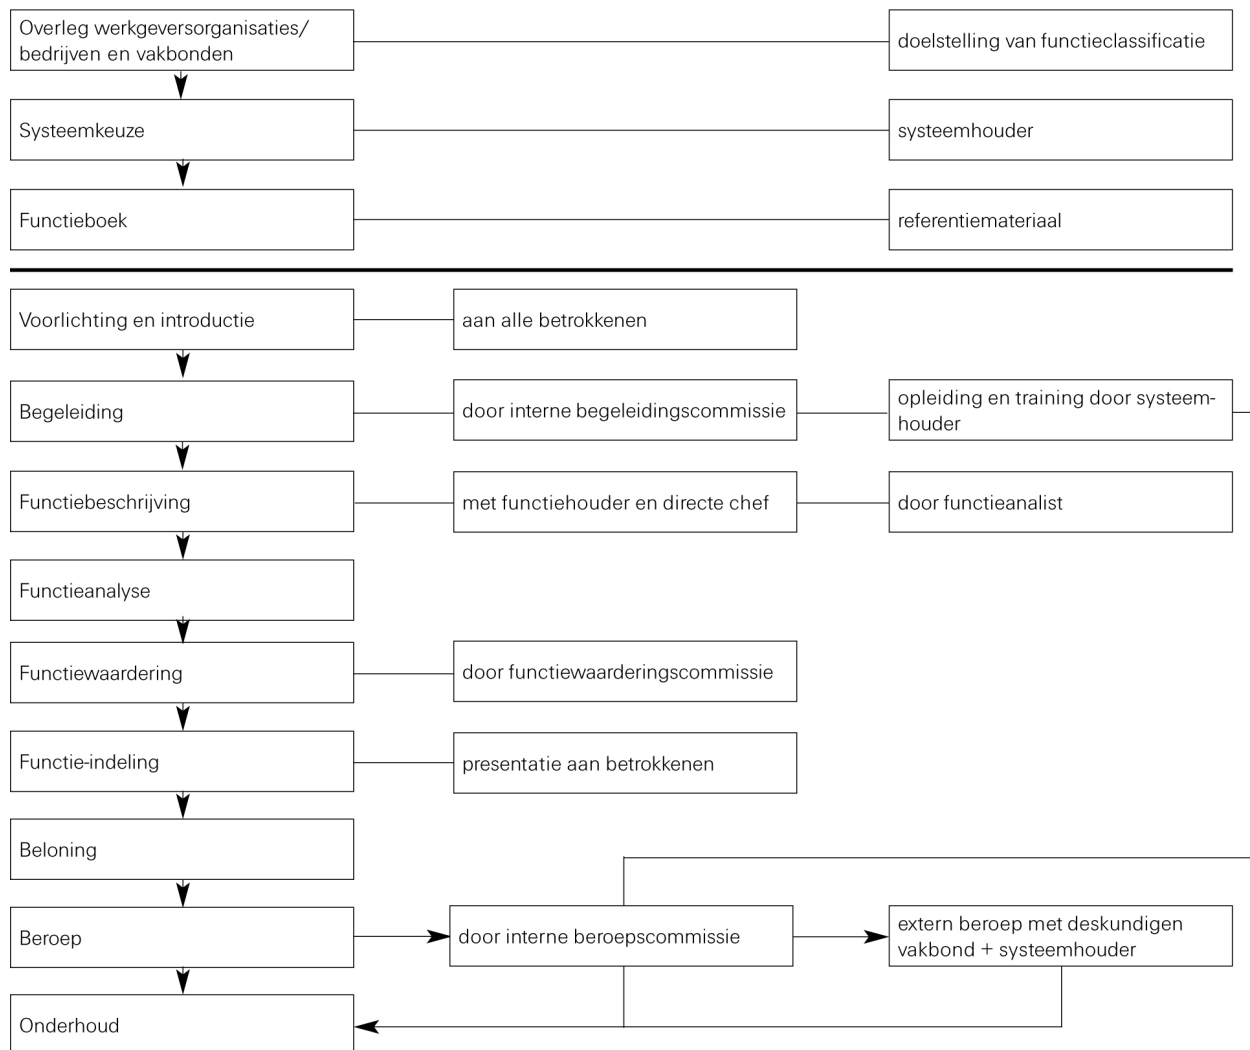 Overleg werkgeversorganisaties/
bedrijven en vakbonden
doelstelling van functieclassificatie
Systeemkeuze
systeemhouder
Functieboek
referentiemateriaal
Voorlichting en introductie
aan alle betrokkenen
Begeleiding
door interne begeleidingscommissie
opleiding en training door systeem-
houder
Functiebeschrijving
met functiehouder en directe chef
door functieanalist
Functieanalyse
Functiewaardering
door functiewaarderingscommissie
Functie-indeling
presentatie aan betrokkenen
Beloning
Beroep
door interne beroepscommissie
extern beroep met deskundigen
vakbond + systeemhouder
Onderhoud